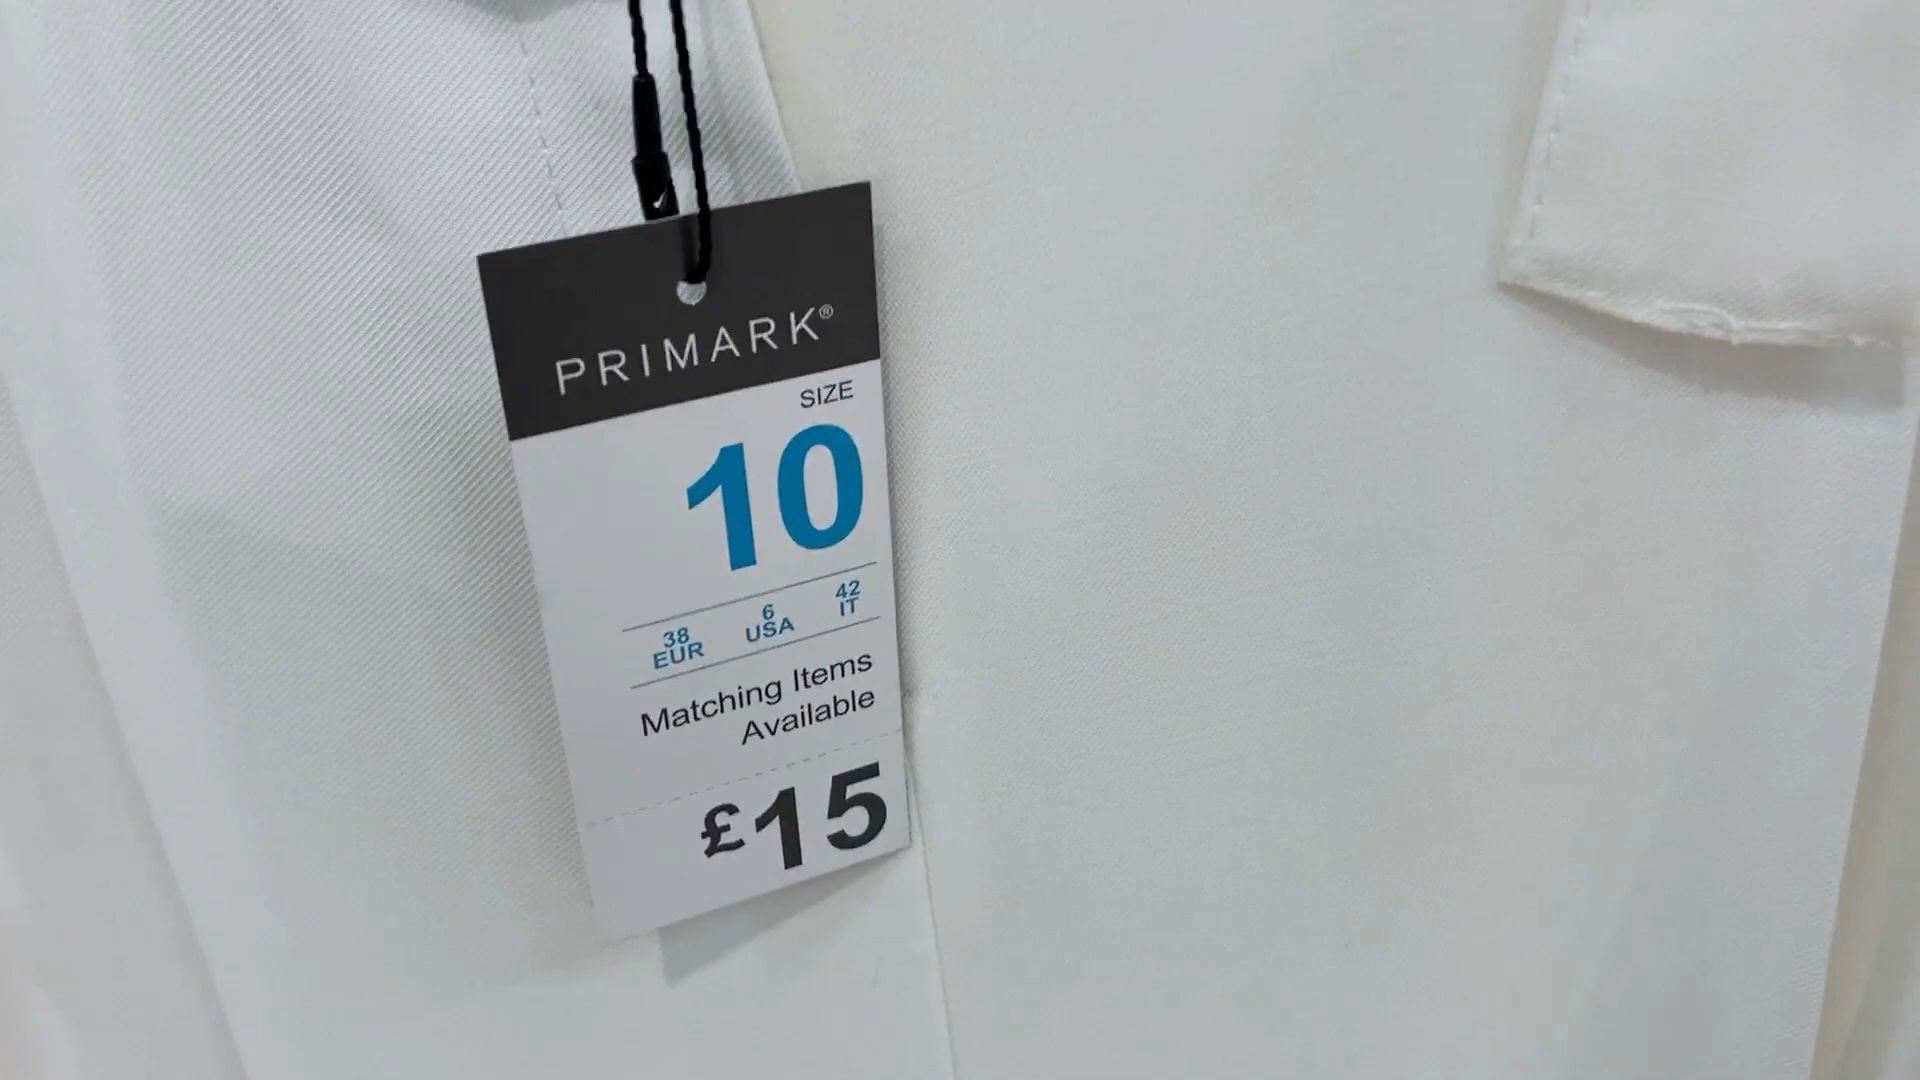 PRIMARK®
SIZE
10
38 6 42
EUR USA IT
Matching Items
Available
£15